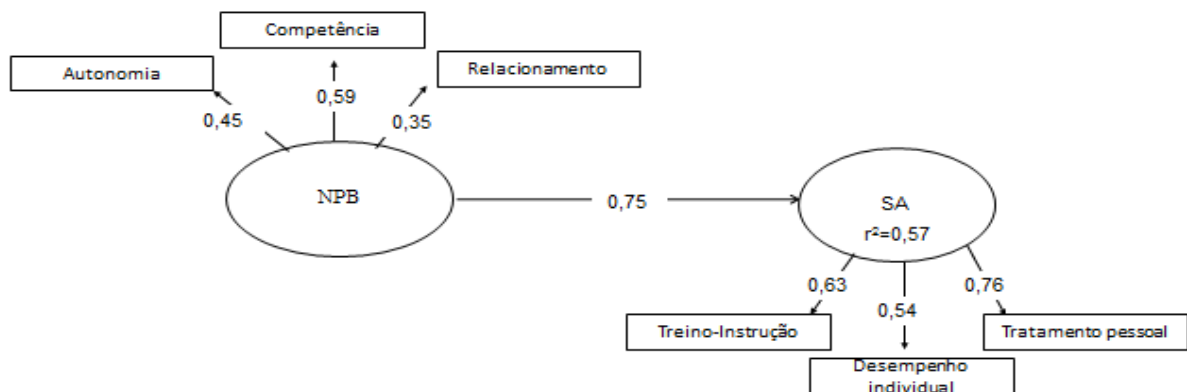 Competência
Autonomia
Relacionamento
0,45
0,59
0,35
NPB
0,75
SA
r²=0,57
0,63
0,54
0,76
Treino-Instrução
Tratamento pessoal
Desempenho
individual